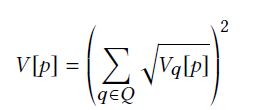 V[p] = ( ∑_{q∈Q} √(V_q[p]) )^2